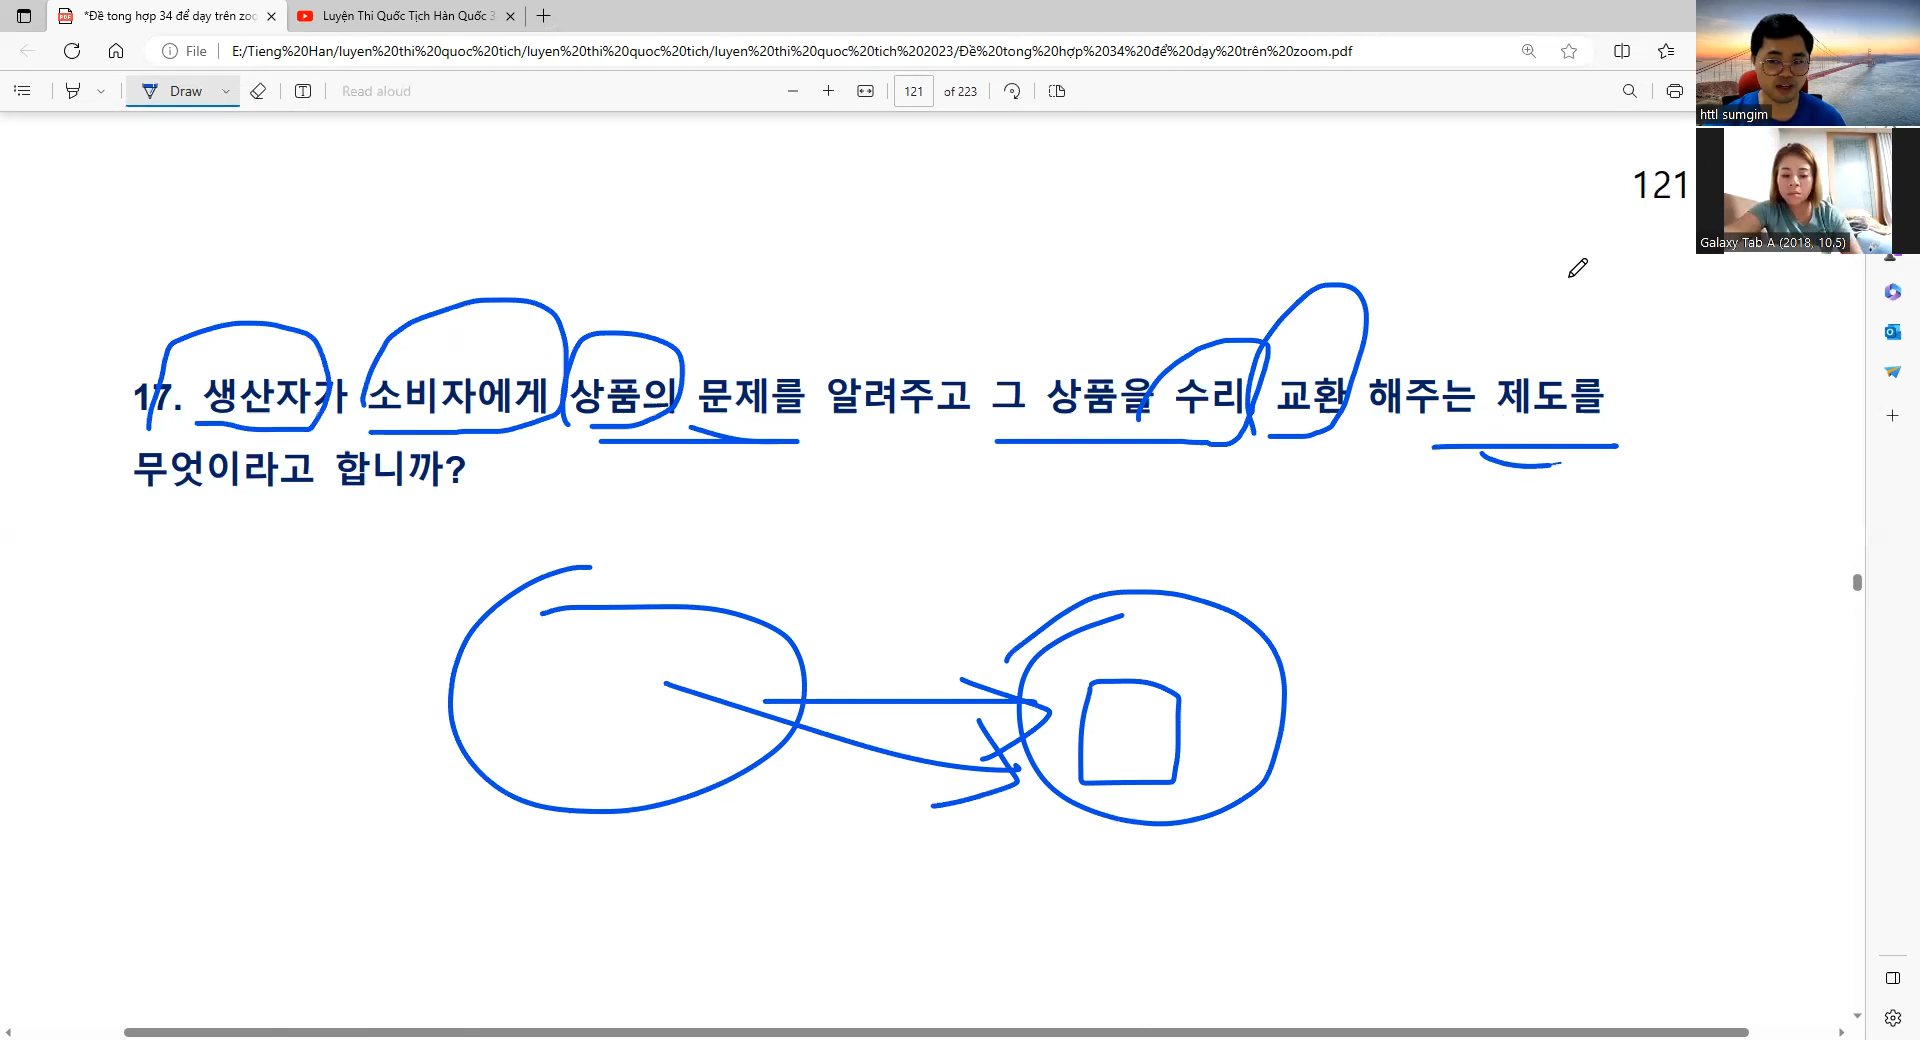 *Đề tong hợp 34 để dạy trên zoo
Luyện Thi Quốc Tịch Hàn Quốc 3
File
E:/Tieng%20Han/luyen%20thi%20quoc%20tich/luyen%20thi%20quoc%20tich/luyen%20thi%20quoc%20tich%202023/Đề%20tong%20hợp%2034%20để%20dạy%20trên%20zoom.pdf
Draw
Read aloud
121
of 223
httl sumgim
Galaxy Tab A (2018, 10.5)
121
17. 생산자가 소비자에게 상품의 문제를 알려주고 그 상품을 수리, 교환 해주는 제도를
무엇이라고 합니까?